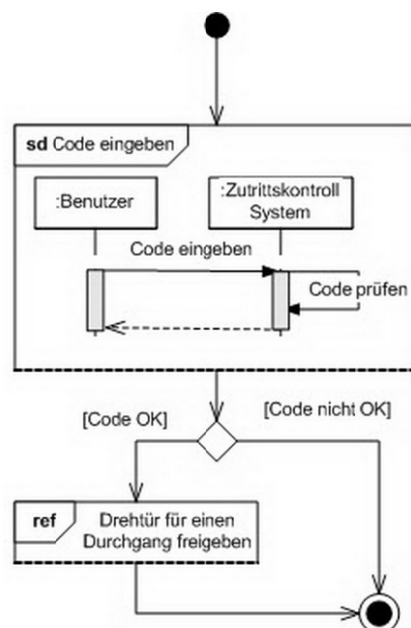 sd Code eingeben
:Benutzer
:Zutrittskontroll
System
Code eingeben
Code prüfen
[Code OK]
[Code nicht OK]
ref
Drehtür für einen
Durchgang freigeben